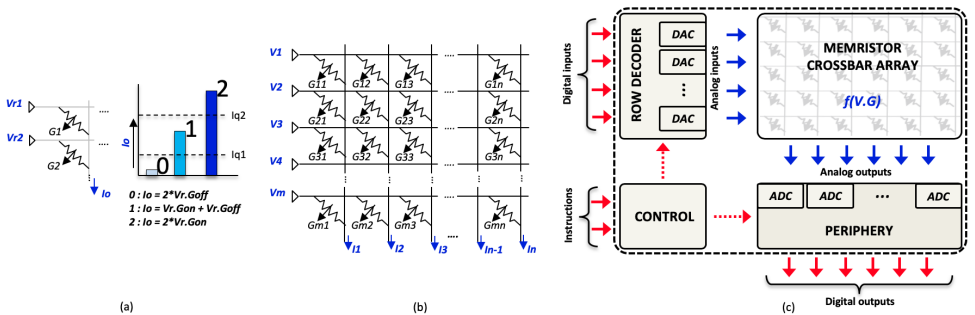 Vr1
G1
....
Vr2
G2
....
Io
Io
0
1
2
Iq2
Iq1
0 : Io = 2*Vr.Goff
1 : Io = Vr.Gon + Vr.Goff
2 : Io = 2*Vr.Gon
(a)
V1
....
G11 G12 G13 G1n
V2
....
G21 G22 G23 G2n
V3
....
G31 G32 G33 G3n
V4
....
Vm
....
Gm1 Gm2 Gm3 Gmn
I1 I2 I3 .... In-1 In
(b)
Digital inputs
ROW DECODER
DAC
DAC
...
DAC
Analog inputs
MEMRISTOR
CROSSBAR ARRAY
f(V.G)
Analog outputs
Instructions
CONTROL
ADC ADC ... ADC
PERIPHERY
Digital outputs
(c)